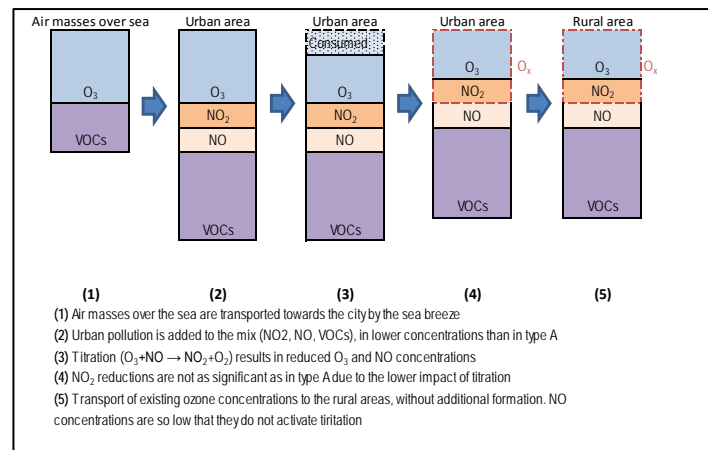 Air masses over sea Urban area Urban area Urban area Rural area
Consumed
O₃ O₃ O₃ O₃ Oₓ O₃ Oₓ
NO₂ NO₂ NO₂ NO₂
NO NO NO NO
VOCs VOCs VOCs VOCs VOCs
(1) (2) (3) (4) (5)
(1) Air masses over the sea are transported towards the city by the sea breeze
(2) Urban pollution is added to the mix (NO2, NO, VOCs), in lower concentrations than in type A
(3) Titration (O₃+NO → NO₂+O₂) results in reduced O₃ and NO concentrations
(4) NO₂ reductions are not as significant as in type A due to the lower impact of titration
(5) Transport of existing ozone concentrations to the rural areas, without additional formation. NO
concentrations are so low that they do not activate tiritation